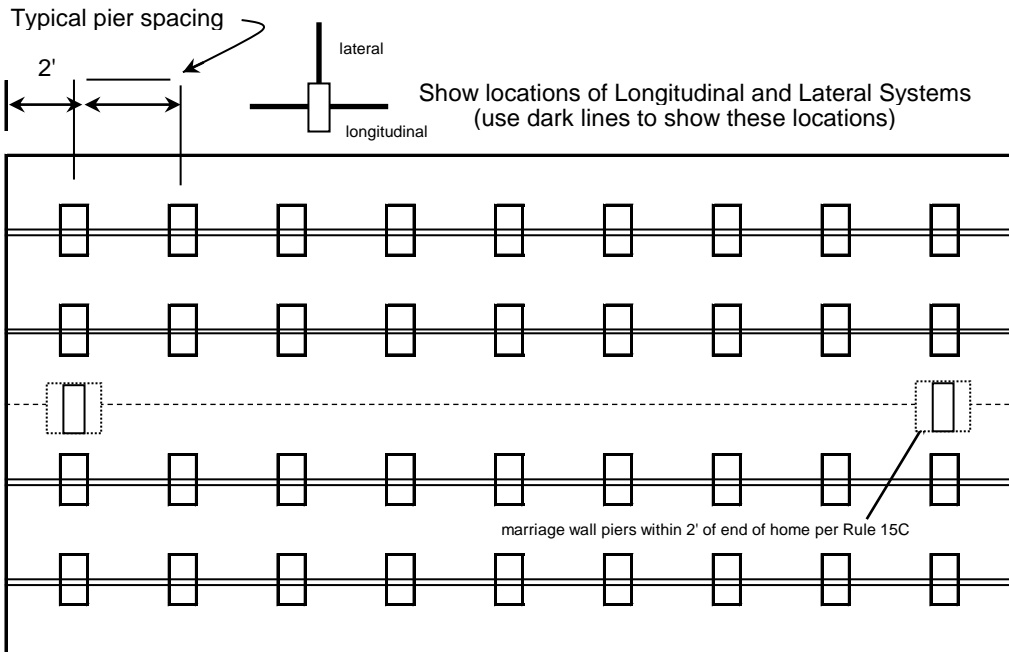 Typical pier spacing
2'
lateral
longitudinal
Show locations of Longitudinal and Lateral Systems
(use dark lines to show these locations)
marriage wall piers within 2' of end of home per Rule 15C